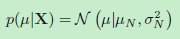 p(μ|X) = 𝒩 (μ|μ_N, σ_N^2)